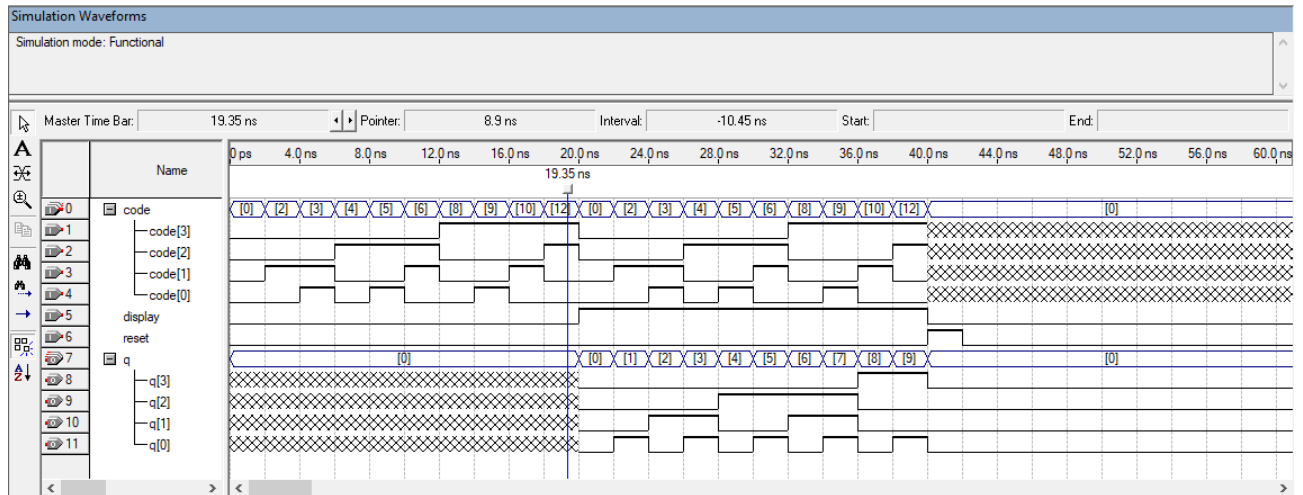 Simulation Waveforms
Simulation mode: Functional
Master Time Bar: 19.35 ns Pointer: 8.9 ns Interval: -10.45 ns Start: End:
Name
0 ps 4.0 ns 8.0 ns 12.0 ns 16.0 ns 20.0 ns 24.0 ns 28.0 ns 32.0 ns 36.0 ns 40.0 ns 44.0 ns 48.0 ns 52.0 ns 56.0 ns 60.0 ns
19.35 ns
0 code [0] [2] [3] [4] [5] [6] [8] [9] [10] [12] [0] [2] [3] [4] [5] [6] [8] [9] [10] [12] [0]
1 code[3]
2 code[2]
3 code[1]
4 code[0]
5 display
6 reset
7 q [0] [0] [1] [2] [3] [4] [5] [6] [7] [8] [9] [0]
8 q[3]
9 q[2]
10 q[1]
11 q[0]